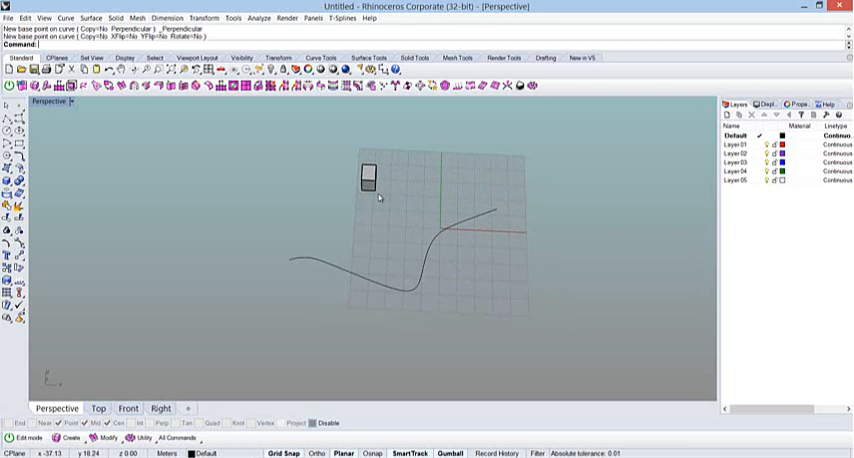 Untitled - Rhinoceros Corporate (32-bit) - [Perspective]
File Edit View Curve Surface Solid Mesh Dimension Transform Tools Analyze Render Panels T-Splines Help
New base point on curve ( Copy=No Perpendicular ) _Perpendicular
New base point on curve ( Copy=No XFlip=No YFlip=No Rotate=No )
Command:
Standard CPlanes Set View Display Select Viewport Layout Visibility Transform Curve Tools Surface Tools Solid Tools Mesh Tools Render Tools Drafting New in V5
Perspective
Layers Displ... Prope... Help
Name Material Linetype
Default Continuo...
Layer 01 Continuous
Layer 02 Continuous
Layer 03 Continuous
Layer 04 Continuous
Layer 05 Continuous
Perspective Top Front Right
End Near Point Mid Cen Int Perp Tan Quad Knot Vertex Project Disable
Edit mode Create Modify Utility All Commands
CPlane x -37.13 y 18.24 z 0.00 Meters Default Grid Snap Ortho Planar Osnap SmartTrack Gumball Record History Filter Absolute tolerance: 0.01